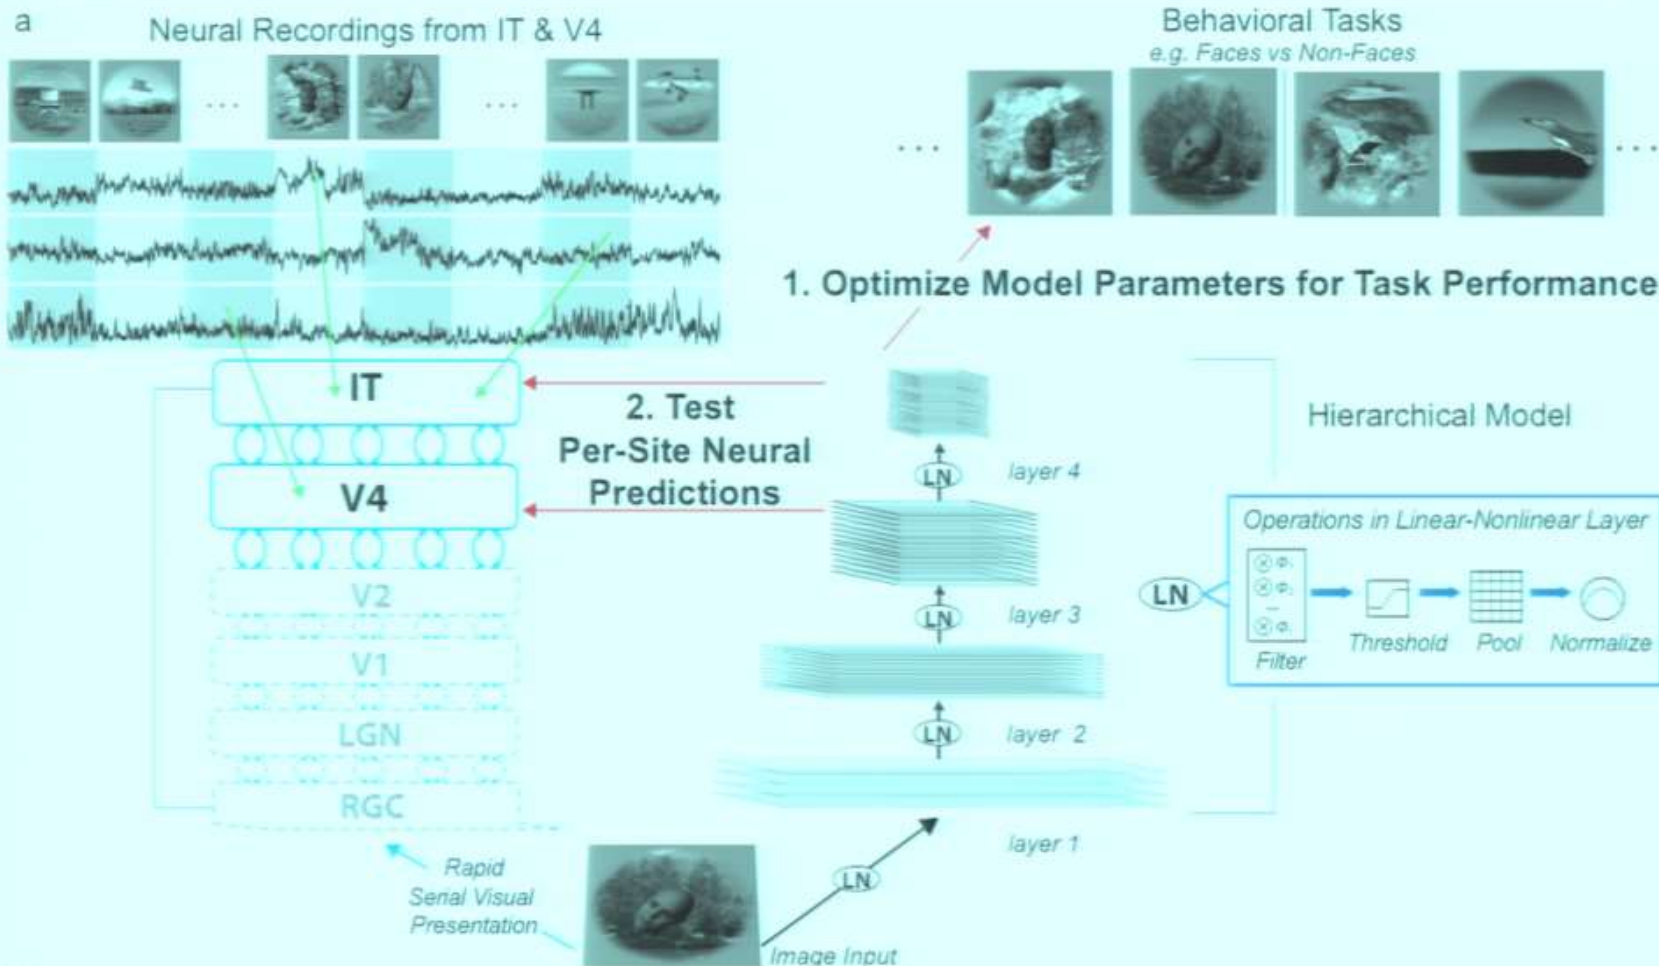 a
Neural Recordings from IT & V4
Behavioral Tasks
e.g. Faces vs Non-Faces
... ...
... ...
1. Optimize Model Parameters for Task Performance
IT
2. Test
Per-Site Neural
Predictions
V4
V2
V1
LGN
RGC
Rapid
Serial Visual
Presentation
Hierarchical Model
layer 4
LN
layer 3
LN
layer 2
LN
layer 1
LN
Image Input
Operations in Linear-Nonlinear Layer
LN
Filter
Threshold
Pool
Normalize